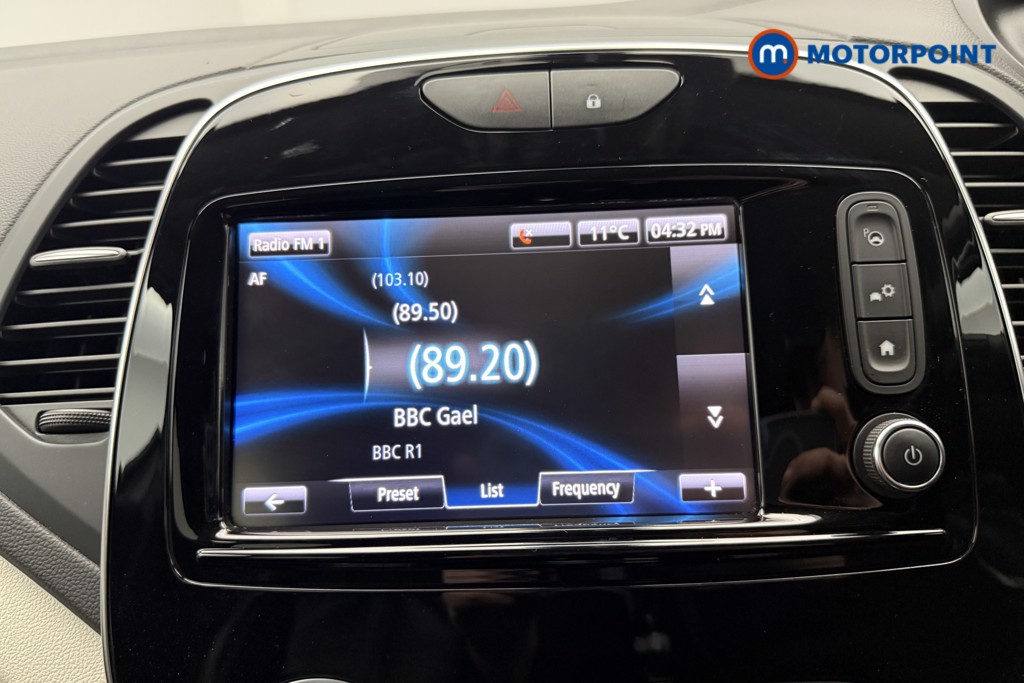 m MOTORPOINT
Radio FM 1
11°C
04:32 PM
AF
(103.10)
(89.50)
(89.20)
BBC Gael
BBC R1
Preset
List
Frequency
+
P